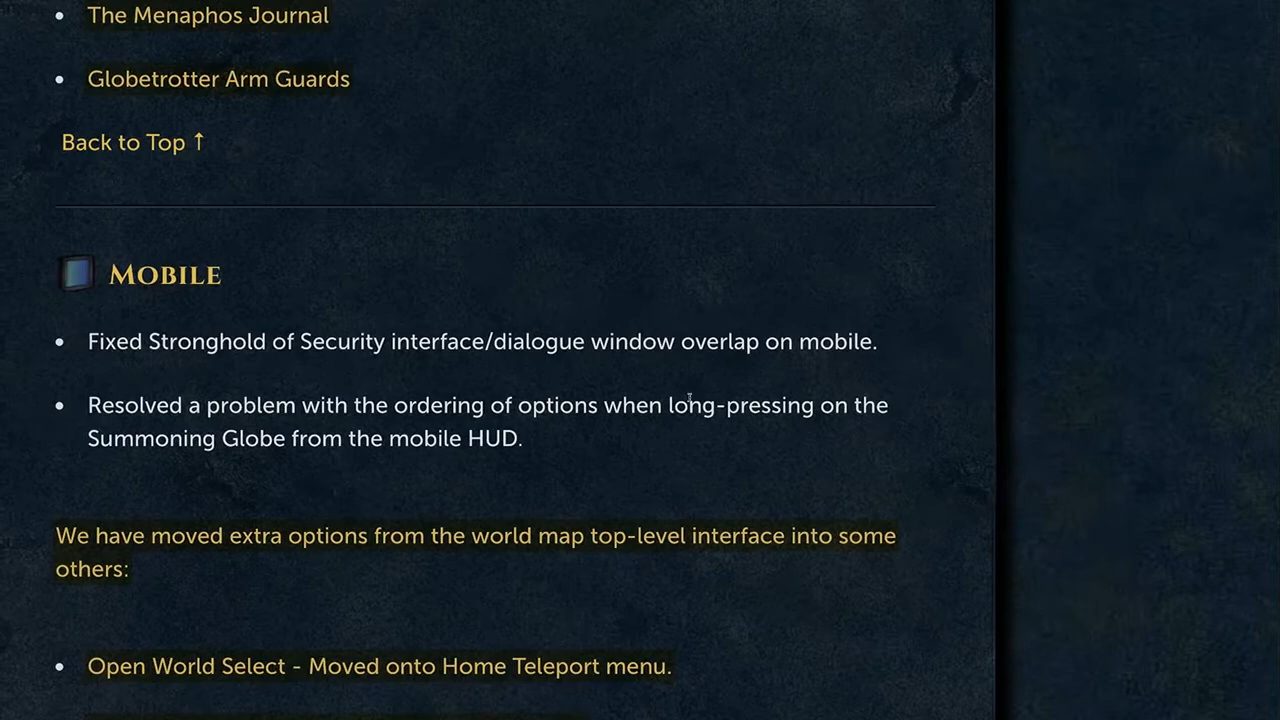 The Menaphos Journal
Globetrotter Arm Guards
Back to Top ↑
MOBILE
Fixed Stronghold of Security interface/dialogue window overlap on mobile.
Resolved a problem with the ordering of options when long-pressing on the
Summoning Globe from the mobile HUD.
We have moved extra options from the world map top-level interface into some
others:
Open World Select - Moved onto Home Teleport menu.